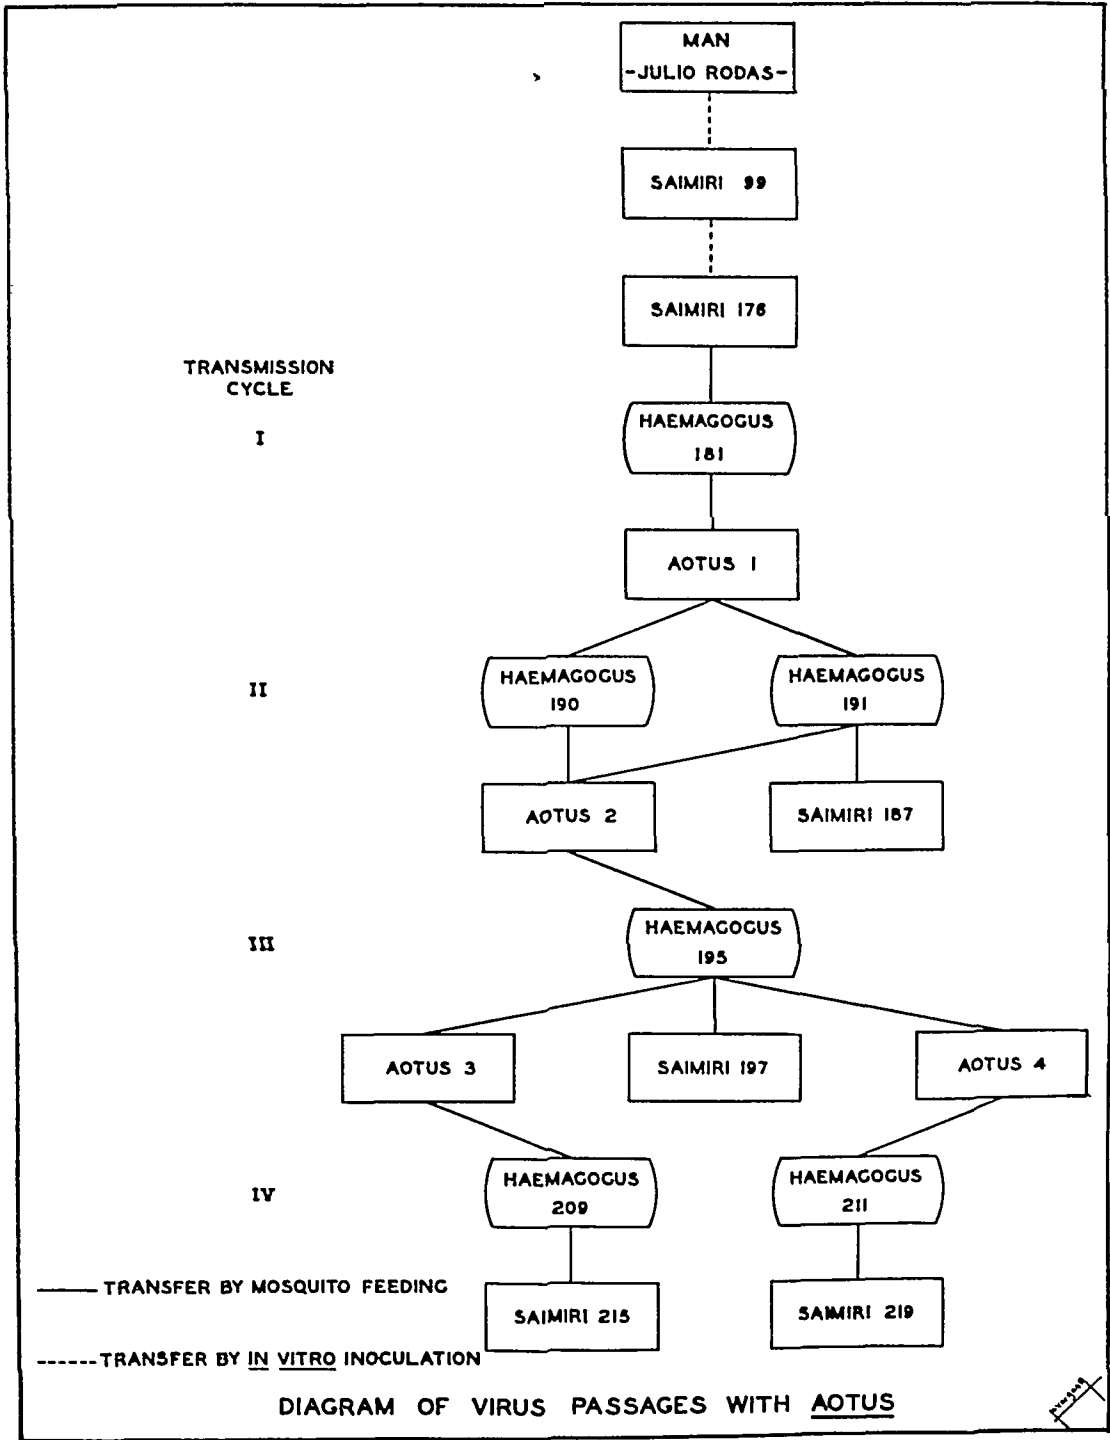 MAN
-JULIO RODAS-
SAIMIRI 99
SAIMIRI 176
TRANSMISSION
CYCLE
I
HAEMAGOGUS
181
AOTUS 1
II
HAEMAGOGUS
190
HAEMAGOGUS
191
AOTUS 2
SAIMIRI 187
III
HAEMAGOGUS
195
AOTUS 3
SAIMIRI 197
AOTUS 4
IV
HAEMAGOGUS
209
HAEMAGOGUS
211
TRANSFER BY MOSQUITO FEEDING
SAIMIRI 215
SAIMIRI 219
TRANSFER BY IN VITRO INOCULATION
DIAGRAM OF VIRUS PASSAGES WITH AOTUS